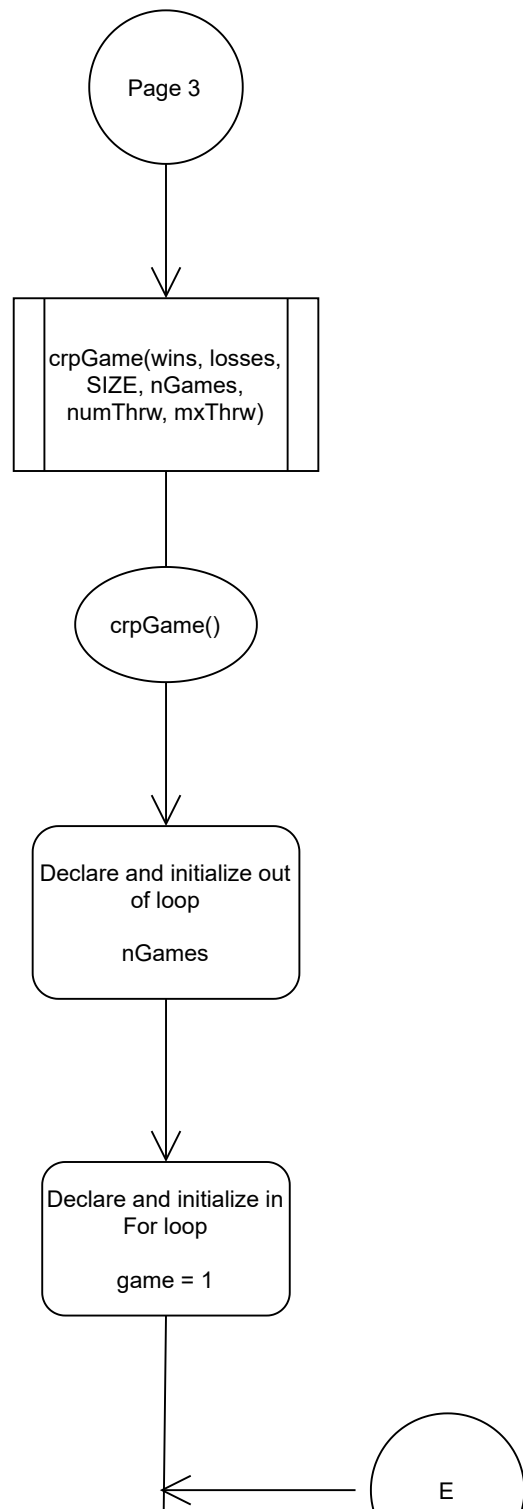 Page 3
crpGame(wins, losses,
SIZE, nGames,
numThrw, mxThrw)
crpGame()
Declare and initialize out
of loop
nGames
Declare and initialize in
For loop
game = 1
E